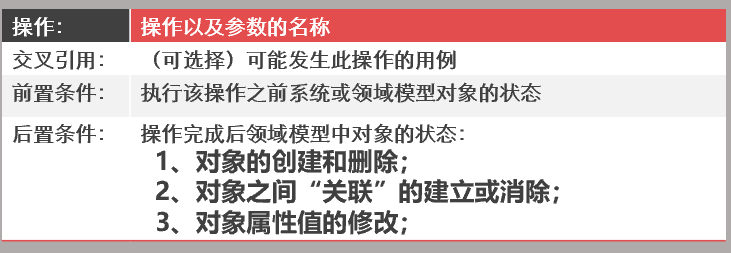 操作： 操作以及参数的名称
交叉引用： （可选择）可能发生此操作的用例
前置条件： 执行该操作之前系统或领域模型对象的状态
后置条件： 操作完成后领域模型中对象的状态：
1、对象的创建和删除；
2、对象之间“关联”的建立或消除；
3、对象属性值的修改；